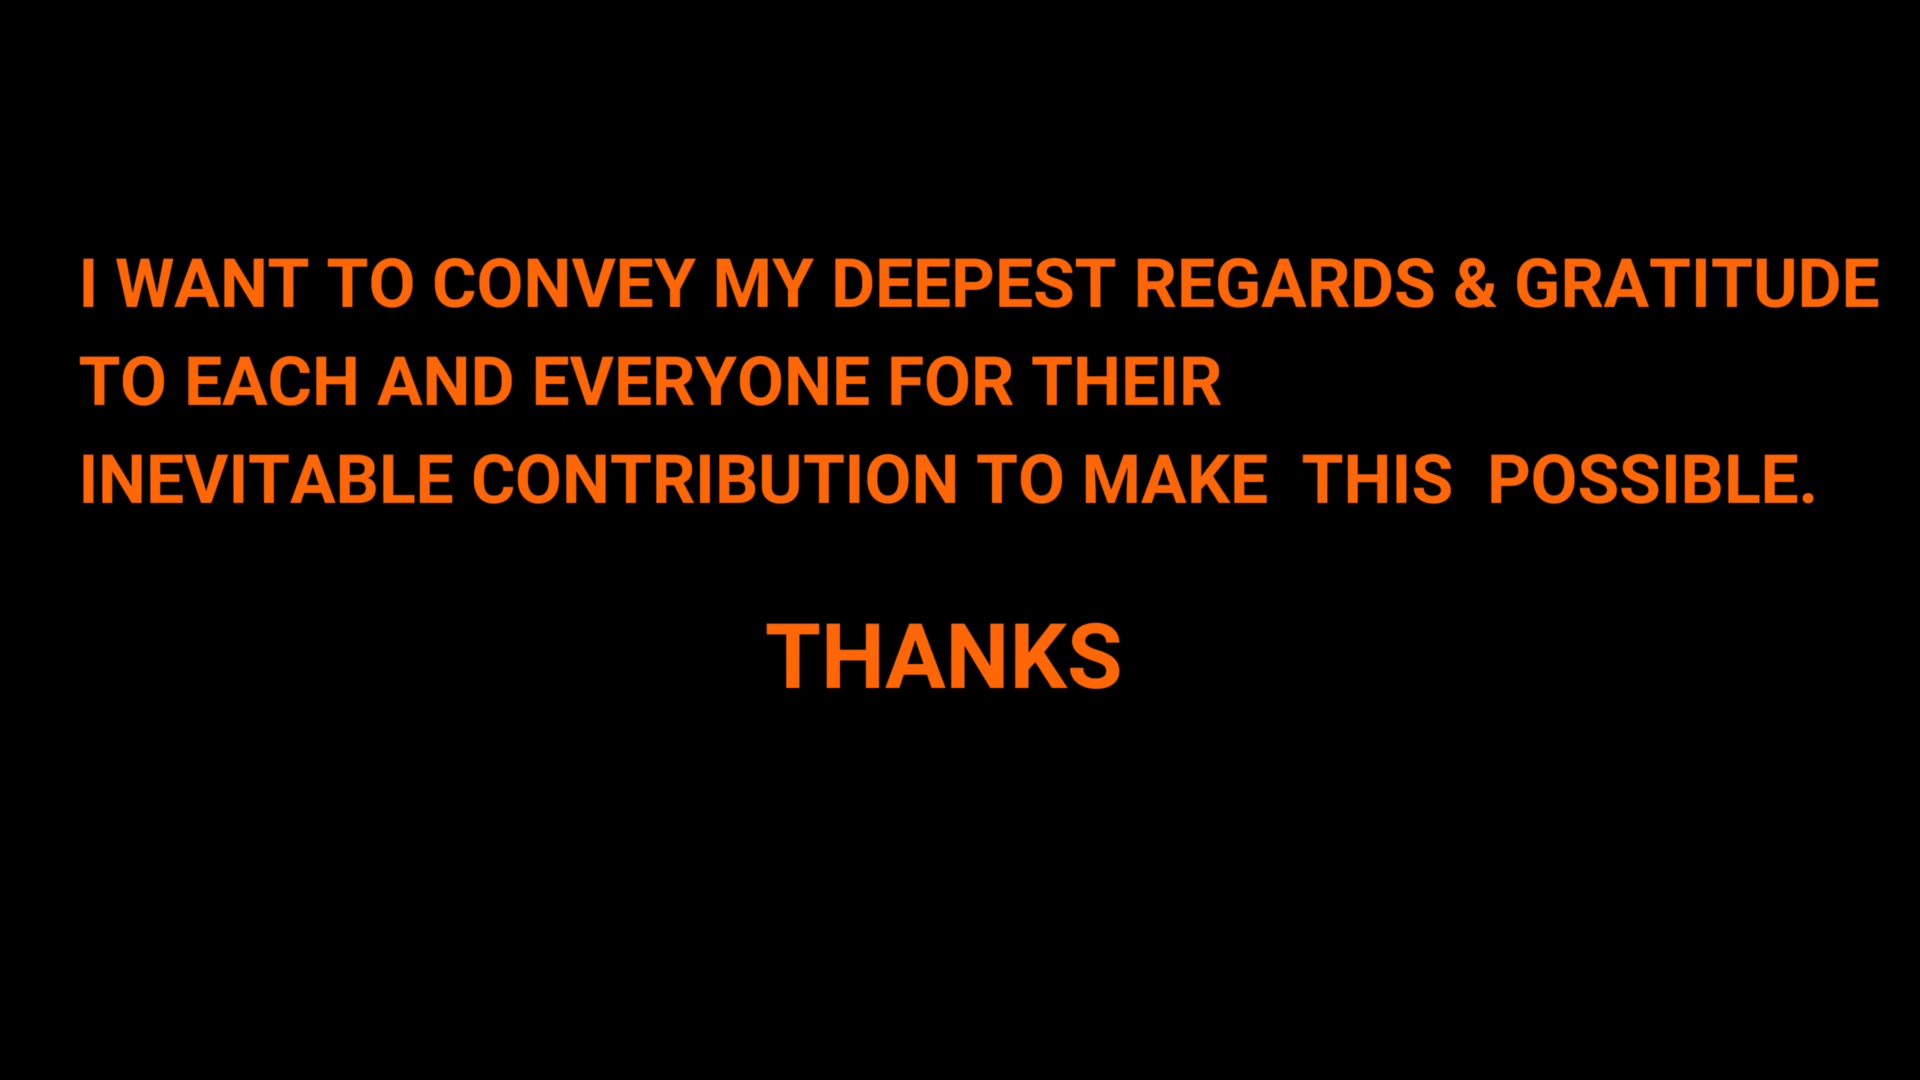 I WANT TO CONVEY MY DEEPEST REGARDS & GRATITUDE
TO EACH AND EVERYONE FOR THEIR
INEVITABLE CONTRIBUTION TO MAKE  THIS  POSSIBLE.
THANKS